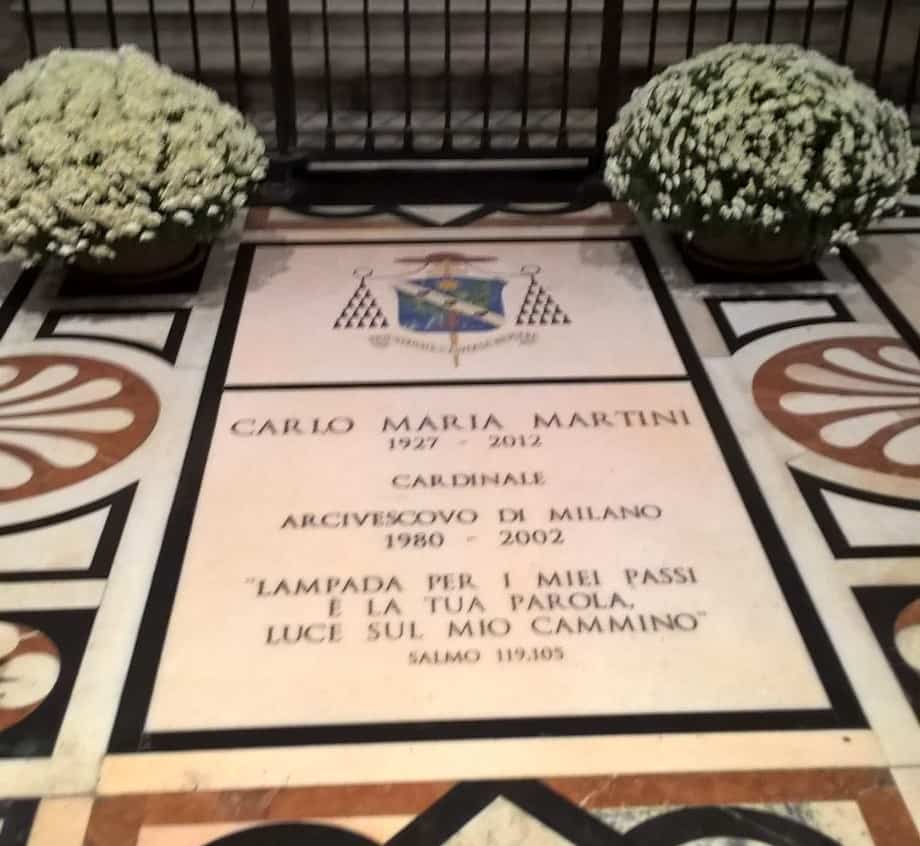 CARLO MARIA MARTINI
1927 - 2012
CARDINALE
ARCIVESCOVO DI MILANO
1980 - 2002
"LAMPADA PER I MIEI PASSI
È LA TUA PAROLA,
LUCE SUL MIO CAMMINO"
SALMO 119,105